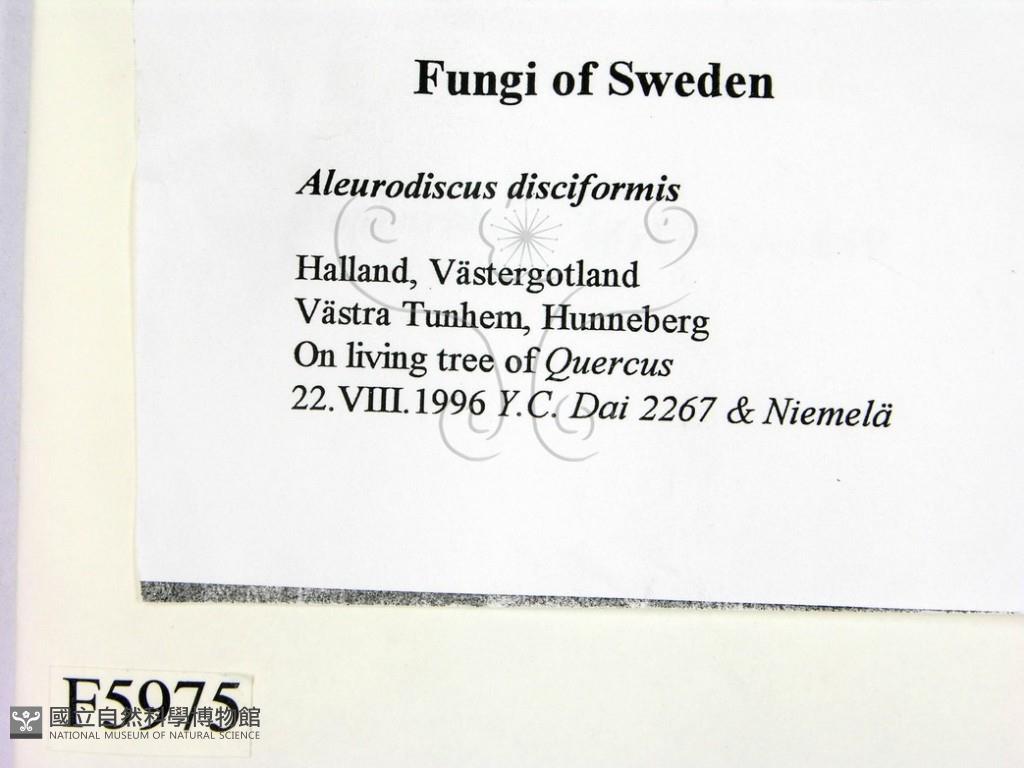 Fungi of Sweden
Aleurodiscus disciformis
Halland, Västergotland
Västra Tunhem, Hunneberg
On living tree of Quercus
22.VIII.1996 Y.C. Dai 2267 & Niemelä
F5975
國立自然科學博物館
NATIONAL MUSEUM OF NATURAL SCIENCE